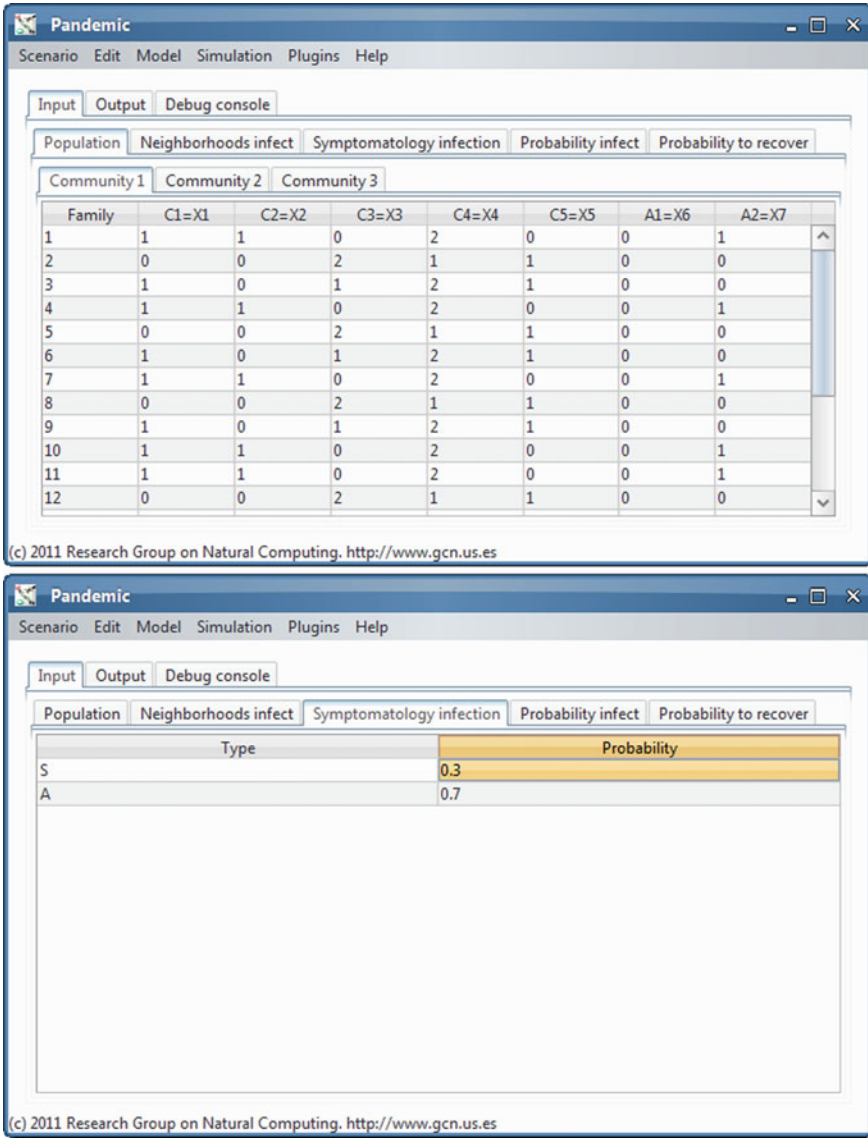 Pandemic
Scenario Edit Model Simulation Plugins Help
Input Output Debug console
Population Neighborhoods infect Symptomatology infection Probability infect Probability to recover
Community 1 Community 2 Community 3
Family C1=X1 C2=X2 C3=X3 C4=X4 C5=X5 A1=X6 A2=X7
1 1 1 0 2 0 0 1
2 0 0 2 1 1 0 0
3 1 0 1 2 1 0 0
4 1 1 0 2 0 0 1
5 0 0 2 1 1 0 0
6 1 0 1 2 1 0 0
7 1 1 0 2 0 0 1
8 0 0 2 1 1 0 0
9 1 0 1 2 1 0 0
10 1 1 0 2 0 0 1
11 1 1 0 2 0 0 1
12 0 0 2 1 1 0 0
(c) 2011 Research Group on Natural Computing. http://www.gcn.us.es
Pandemic
Scenario Edit Model Simulation Plugins Help
Input Output Debug console
Population Neighborhoods infect Symptomatology infection Probability infect Probability to recover
Type Probability
S 0.3
A 0.7
(c) 2011 Research Group on Natural Computing. http://www.gcn.us.es